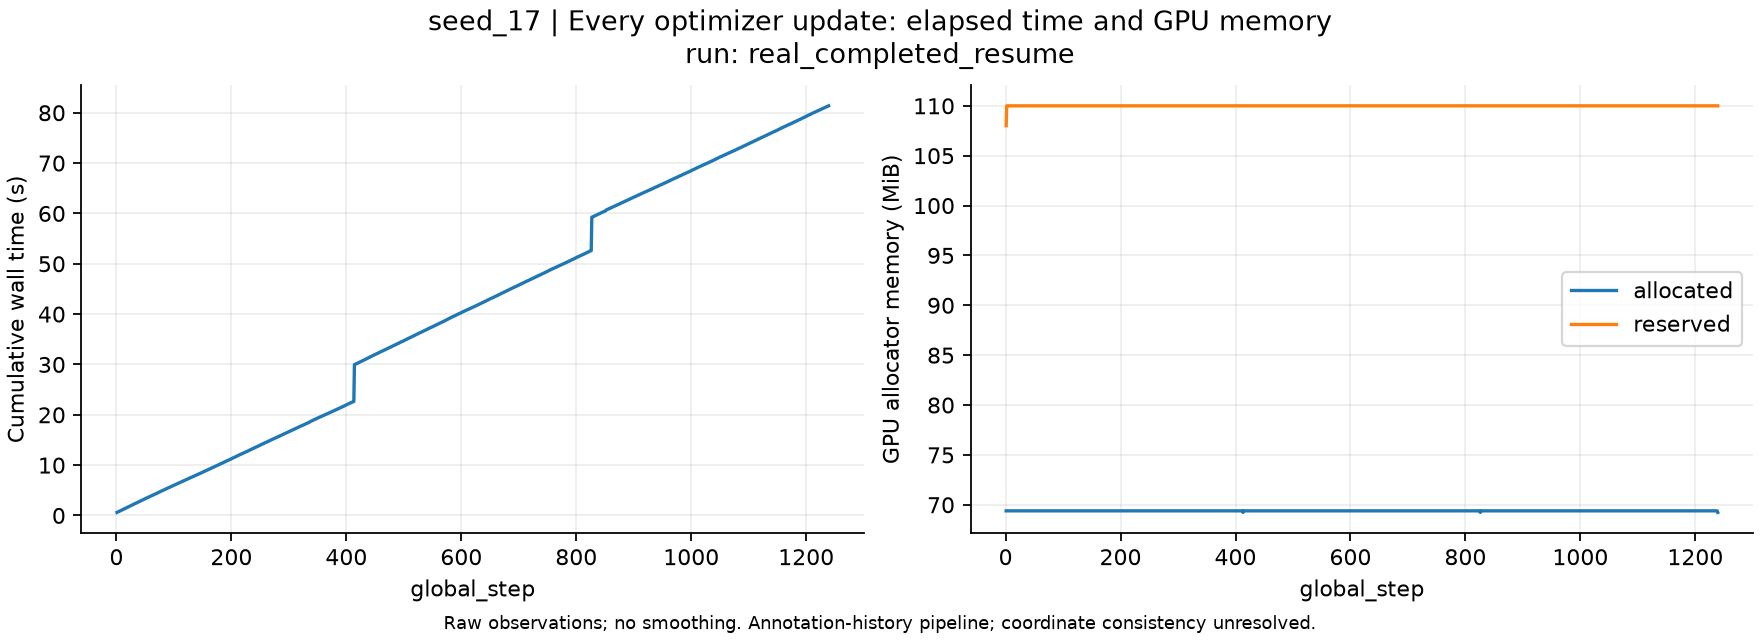 seed_17 | Every optimizer update: elapsed time and GPU memory
run: real_completed_resume
Cumulative wall time (s)
80
70
60
50
40
30
20
10
0
0 200 400 600 800 1000 1200
global_step
GPU allocator memory (MiB)
110
105
100
95
90
85
80
75
70
0 200 400 600 800 1000 1200
global_step
allocated
reserved
Raw observations; no smoothing. Annotation-history pipeline; coordinate consistency unresolved.